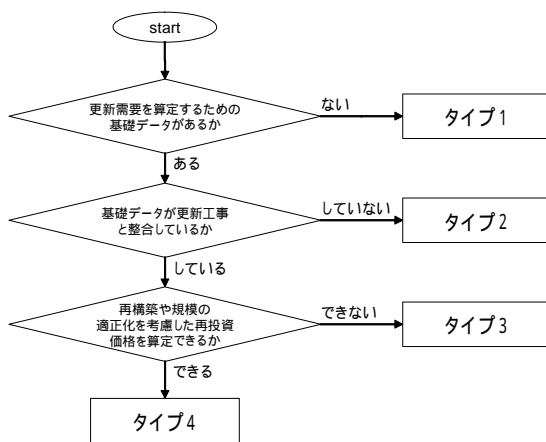 start
更新需要を算定するための
基礎データがあるか
ない
タイプ1
ある
基礎データが更新工事
と整合しているか
していない
タイプ2
している
再構築や規模の
適正化を考慮した再投資
価格を算定できるか
できない
タイプ3
できる
タイプ4